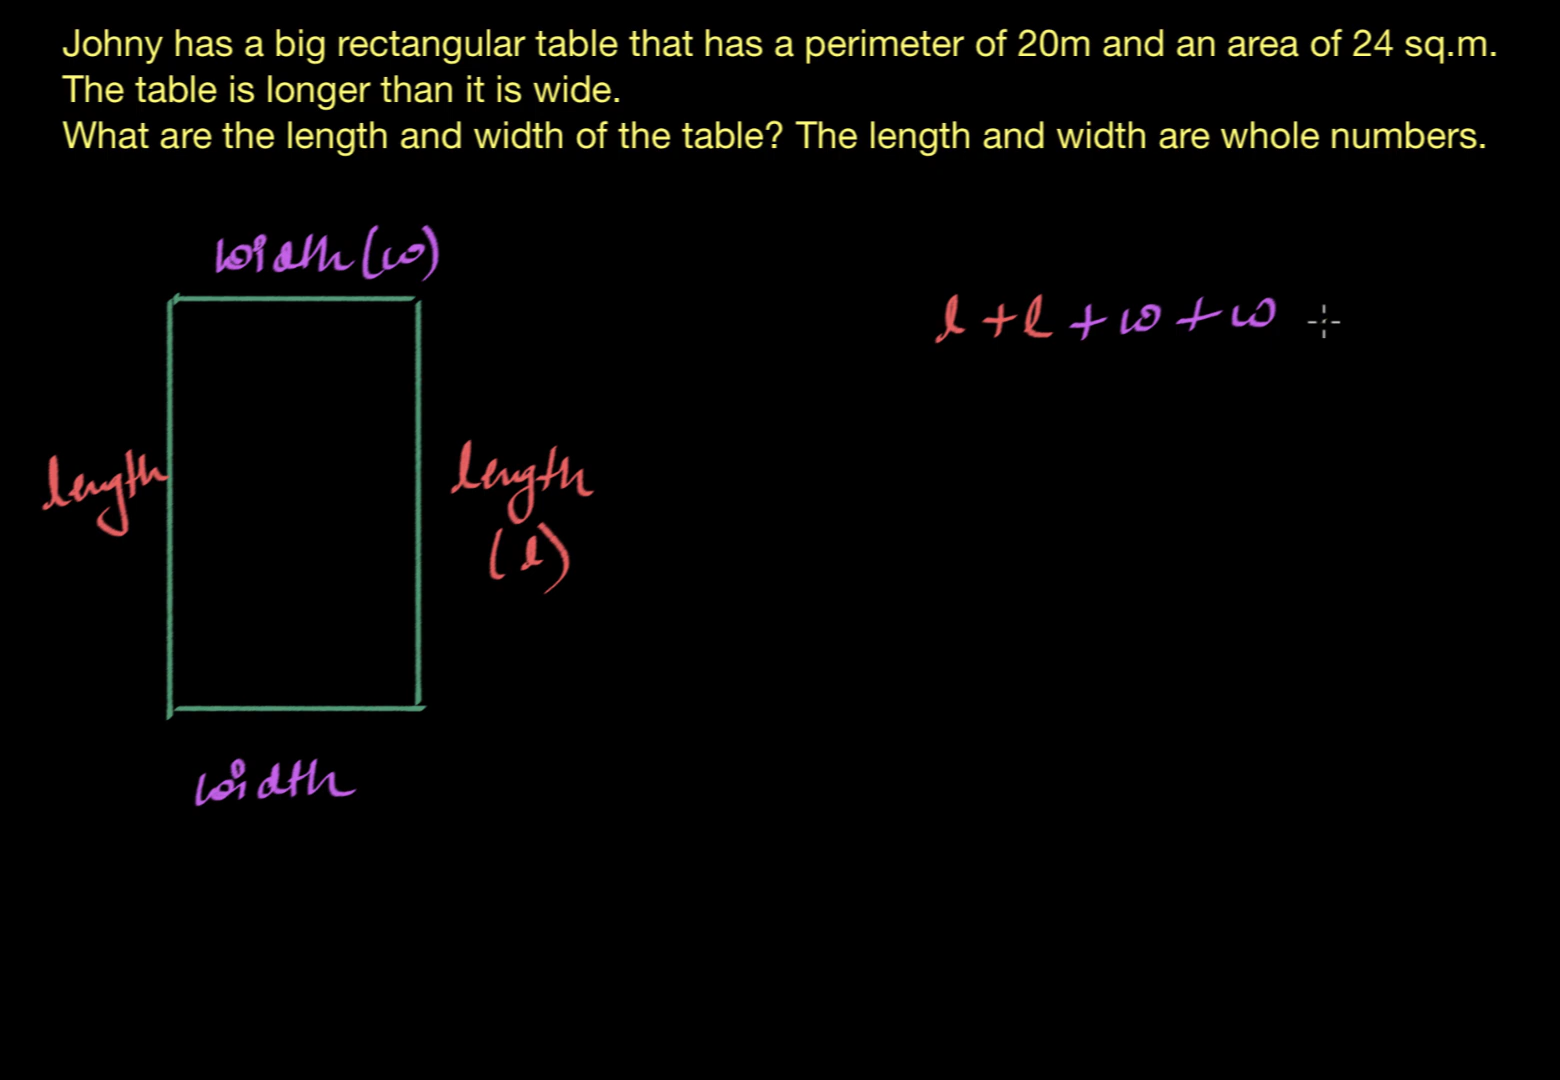 Johny has a big rectangular table that has a perimeter of 20m and an area of 24 sq.m.
The table is longer than it is wide.
What are the length and width of the table? The length and width are whole numbers.
width (w)
l + l + w + w
length
length
(l)
width